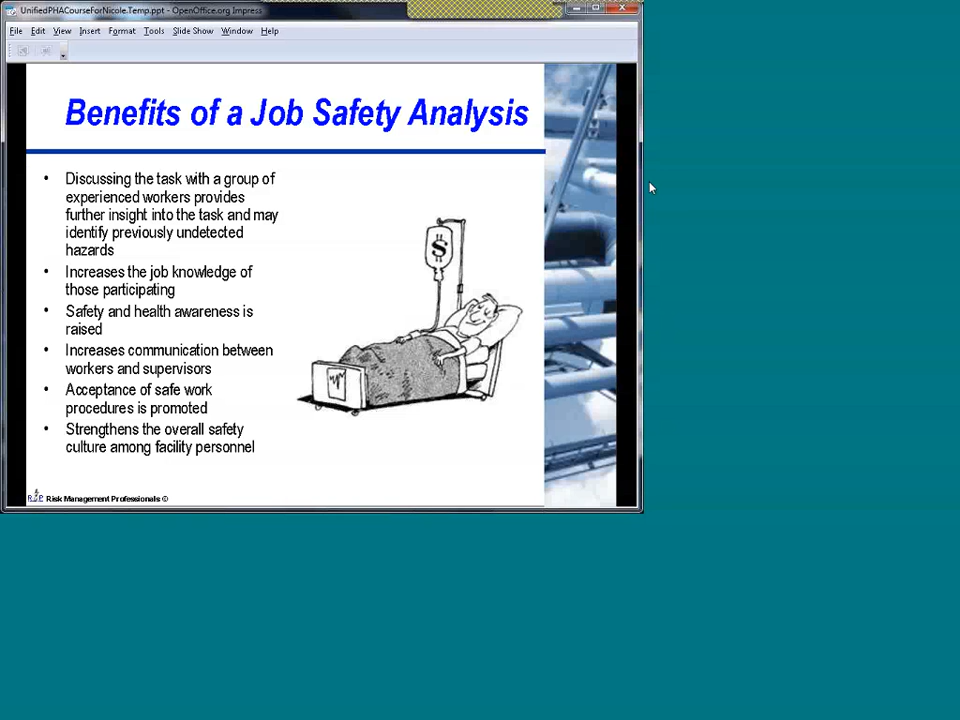 UnifiedPHACourseForNicole.Temp.ppt - OpenOffice.org Impress
File Edit View Insert Format Tools Slide Show Window Help
Benefits of a Job Safety Analysis
• Discussing the task with a group of
experienced workers provides
further insight into the task and may
identify previously undetected
hazards
• Increases the job knowledge of
those participating
• Safety and health awareness is
raised
• Increases communication between
workers and supervisors
• Acceptance of safe work
procedures is promoted
• Strengthens the overall safety
culture among facility personnel
$
Risk Management Professionals ©